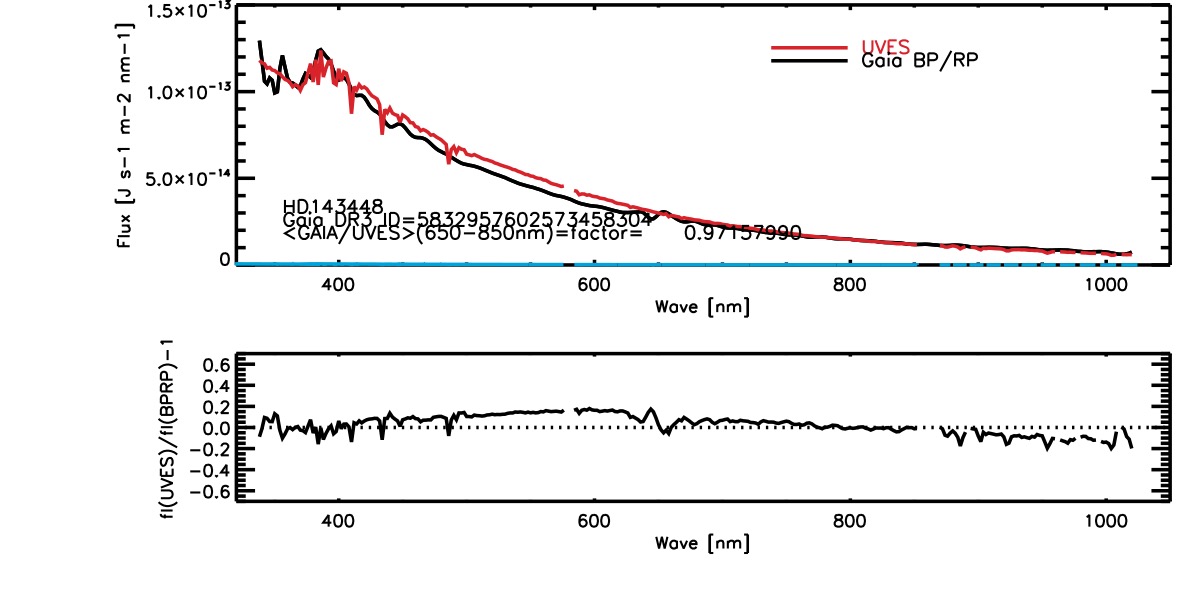 1.5×10−13
1.0×10−13
5.0×10−14
0
Flux [J s−1 m−2 nm−1]
UVES
Gaia BP/RP
HD143448
Gaia DR3 ID=5832957602573458304
<GAIA/UVES>(650−850nm)=factor= 0.97157990
400 600 800 1000
Wave [nm]
0.6
0.4
0.2
0.0
−0.2
−0.4
−0.6
fl(UVES)/fl(BPRP)−1
400 600 800 1000
Wave [nm]